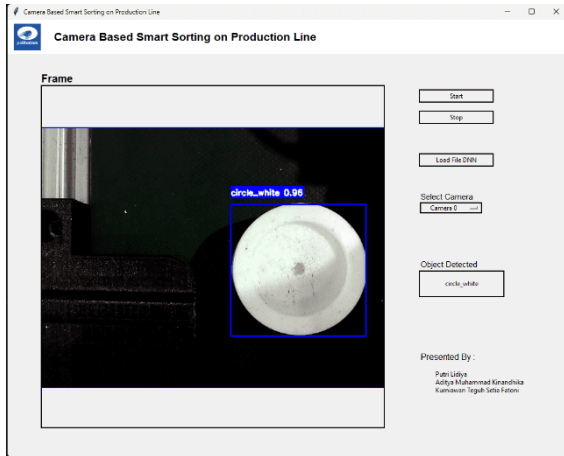 Camera Based Smart Sorting on Production Line
Camera Based Smart Sorting on Production Line
Frame
circle_white 0.96
Start
Stop
Load File DNN
Select Camera
Camera 0
Object Detected
circle_white
Presented By :
Putri Lidiya
Aditya Muhammad Kinandhika
Kurniawan Teguh Setia Fatoni